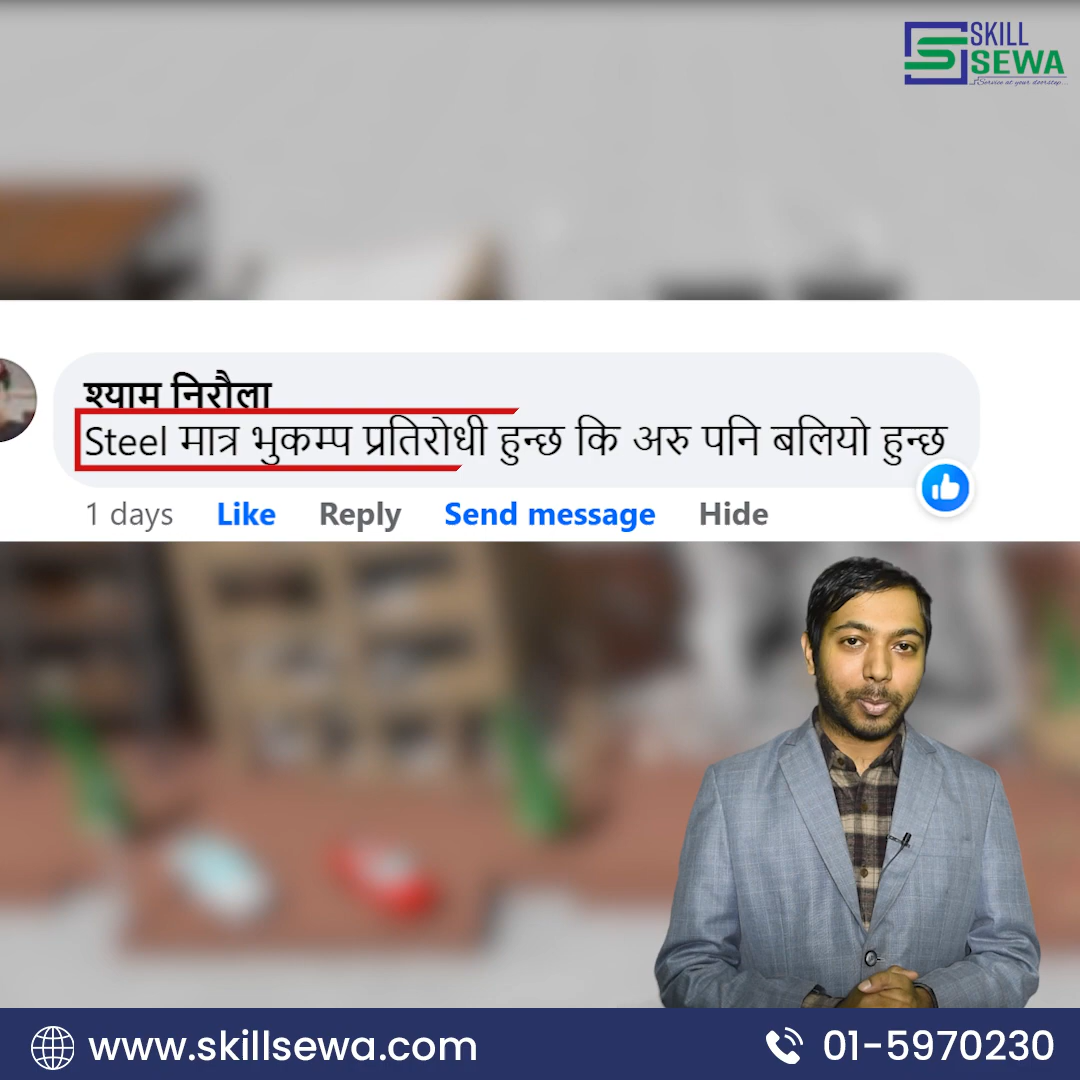 SKILL
SEWA
Service at your doorstep...
श्याम निरौला
Steel मात्र भुकम्प प्रतिरोधी हुन्छ कि अरु पनि बलियो हुन्छ
1 days Like Reply Send message Hide
www.skillsewa.com 01-5970230